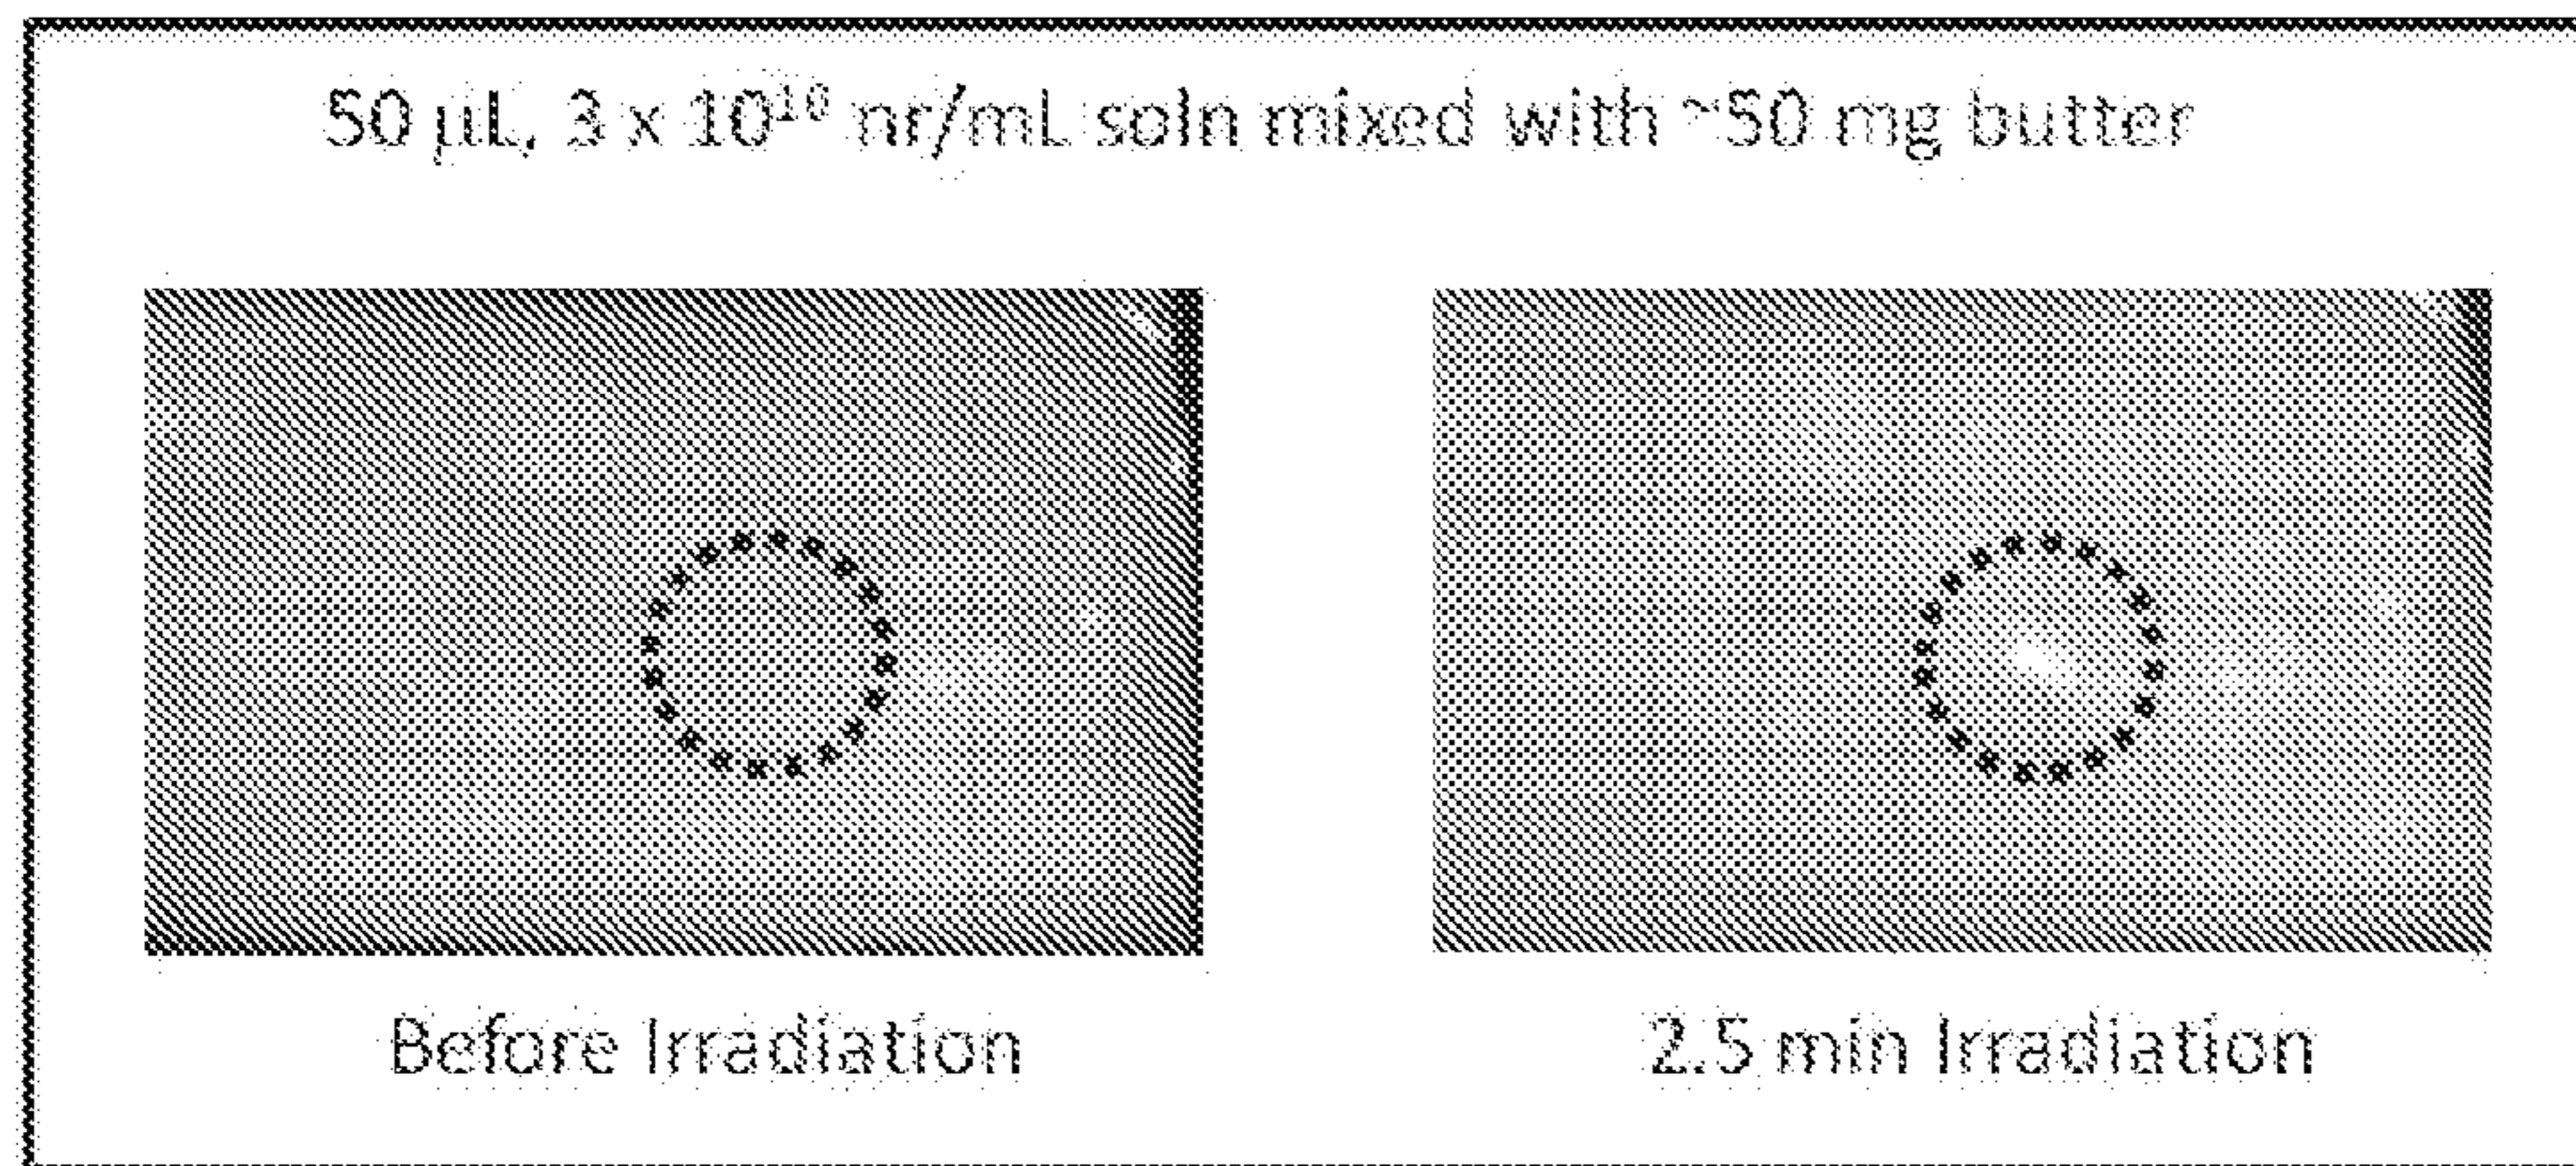 50 µL, 3 x 10¹⁰ nr/mL soln mixed with ~50 mg butter
Before Irradiation
2.5 min Irradiation